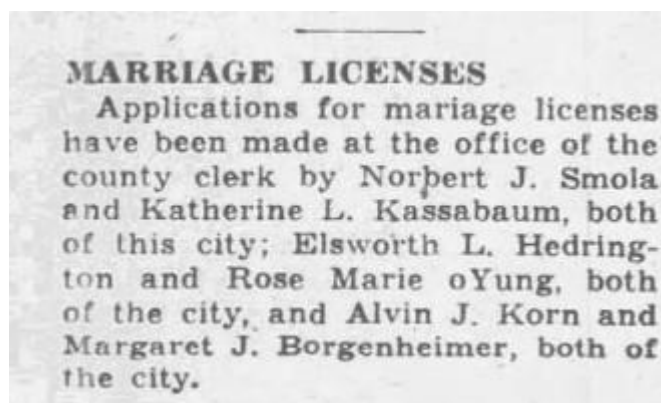 MARRIAGE LICENSES
Applications for mariage licenses
have been made at the office of the
county clerk by Norbert J. Smola
and Katherine L. Kassabaum, both
of this city; Elsworth L. Hedring-
ton and Rose Marie oYung, both
of the city, and Alvin J. Korn and
Margaret J. Borgenheimer, both of
the city.